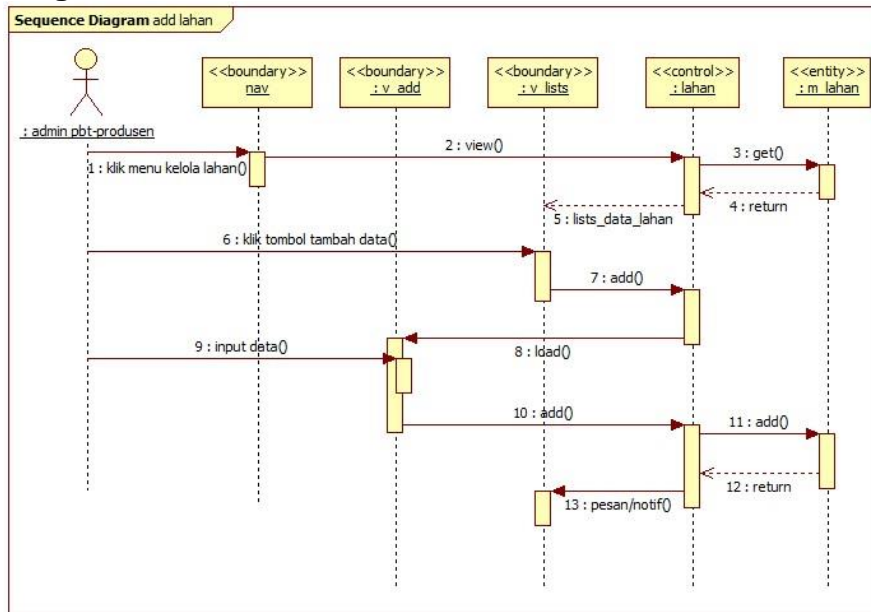 Sequence Diagram add lahan
<<boundary>>
nav
<<boundary>>
: v_add
<<boundary>>
: v_lists
<<control>>
: lahan
<<entity>>
: m_lahan
: admin pbt-produsen
1 : klik menu kelola lahan()
2 : view()
3 : get()
4 : return
5 : lists_data_lahan
6 : klik tombol tambah data()
7 : add()
8 : load()
9 : input data()
10 : add()
11 : add()
12 : return
13 : pesan/notif()